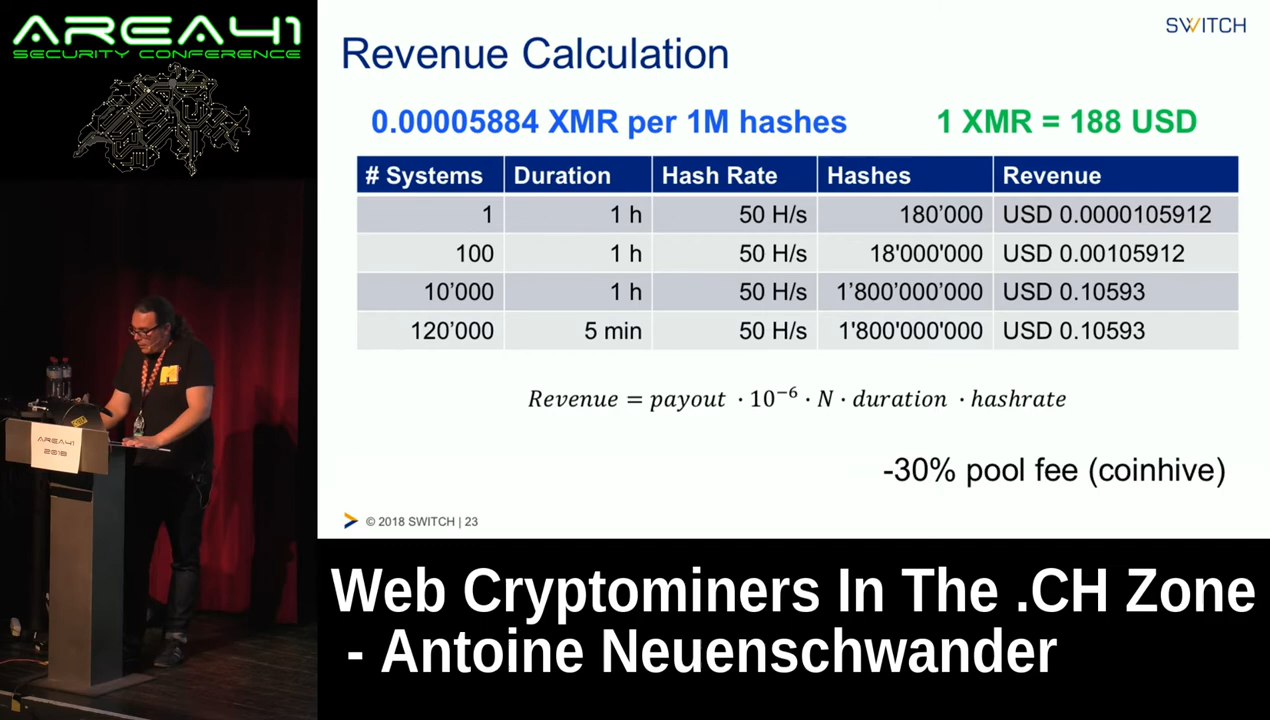 AREA41
SECURITY CONFERENCE
SWITCH
Revenue Calculation
0.00005884 XMR per 1M hashes
1 XMR = 188 USD
# Systems Duration Hash Rate Hashes Revenue
1 1 h 50 H/s 180’000 USD 0.0000105912
100 1 h 50 H/s 18'000'000 USD 0.00105912
10’000 1 h 50 H/s 1’800’000’000 USD 0.10593
120’000 5 min 50 H/s 1'800'000'000 USD 0.10593
Revenue = payout · 10⁻⁶ · N · duration · hashrate
-30% pool fee (coinhive)
© 2018 SWITCH | 23
AREA41
2018
Web Cryptominers In The .CH Zone
- Antoine Neuenschwander